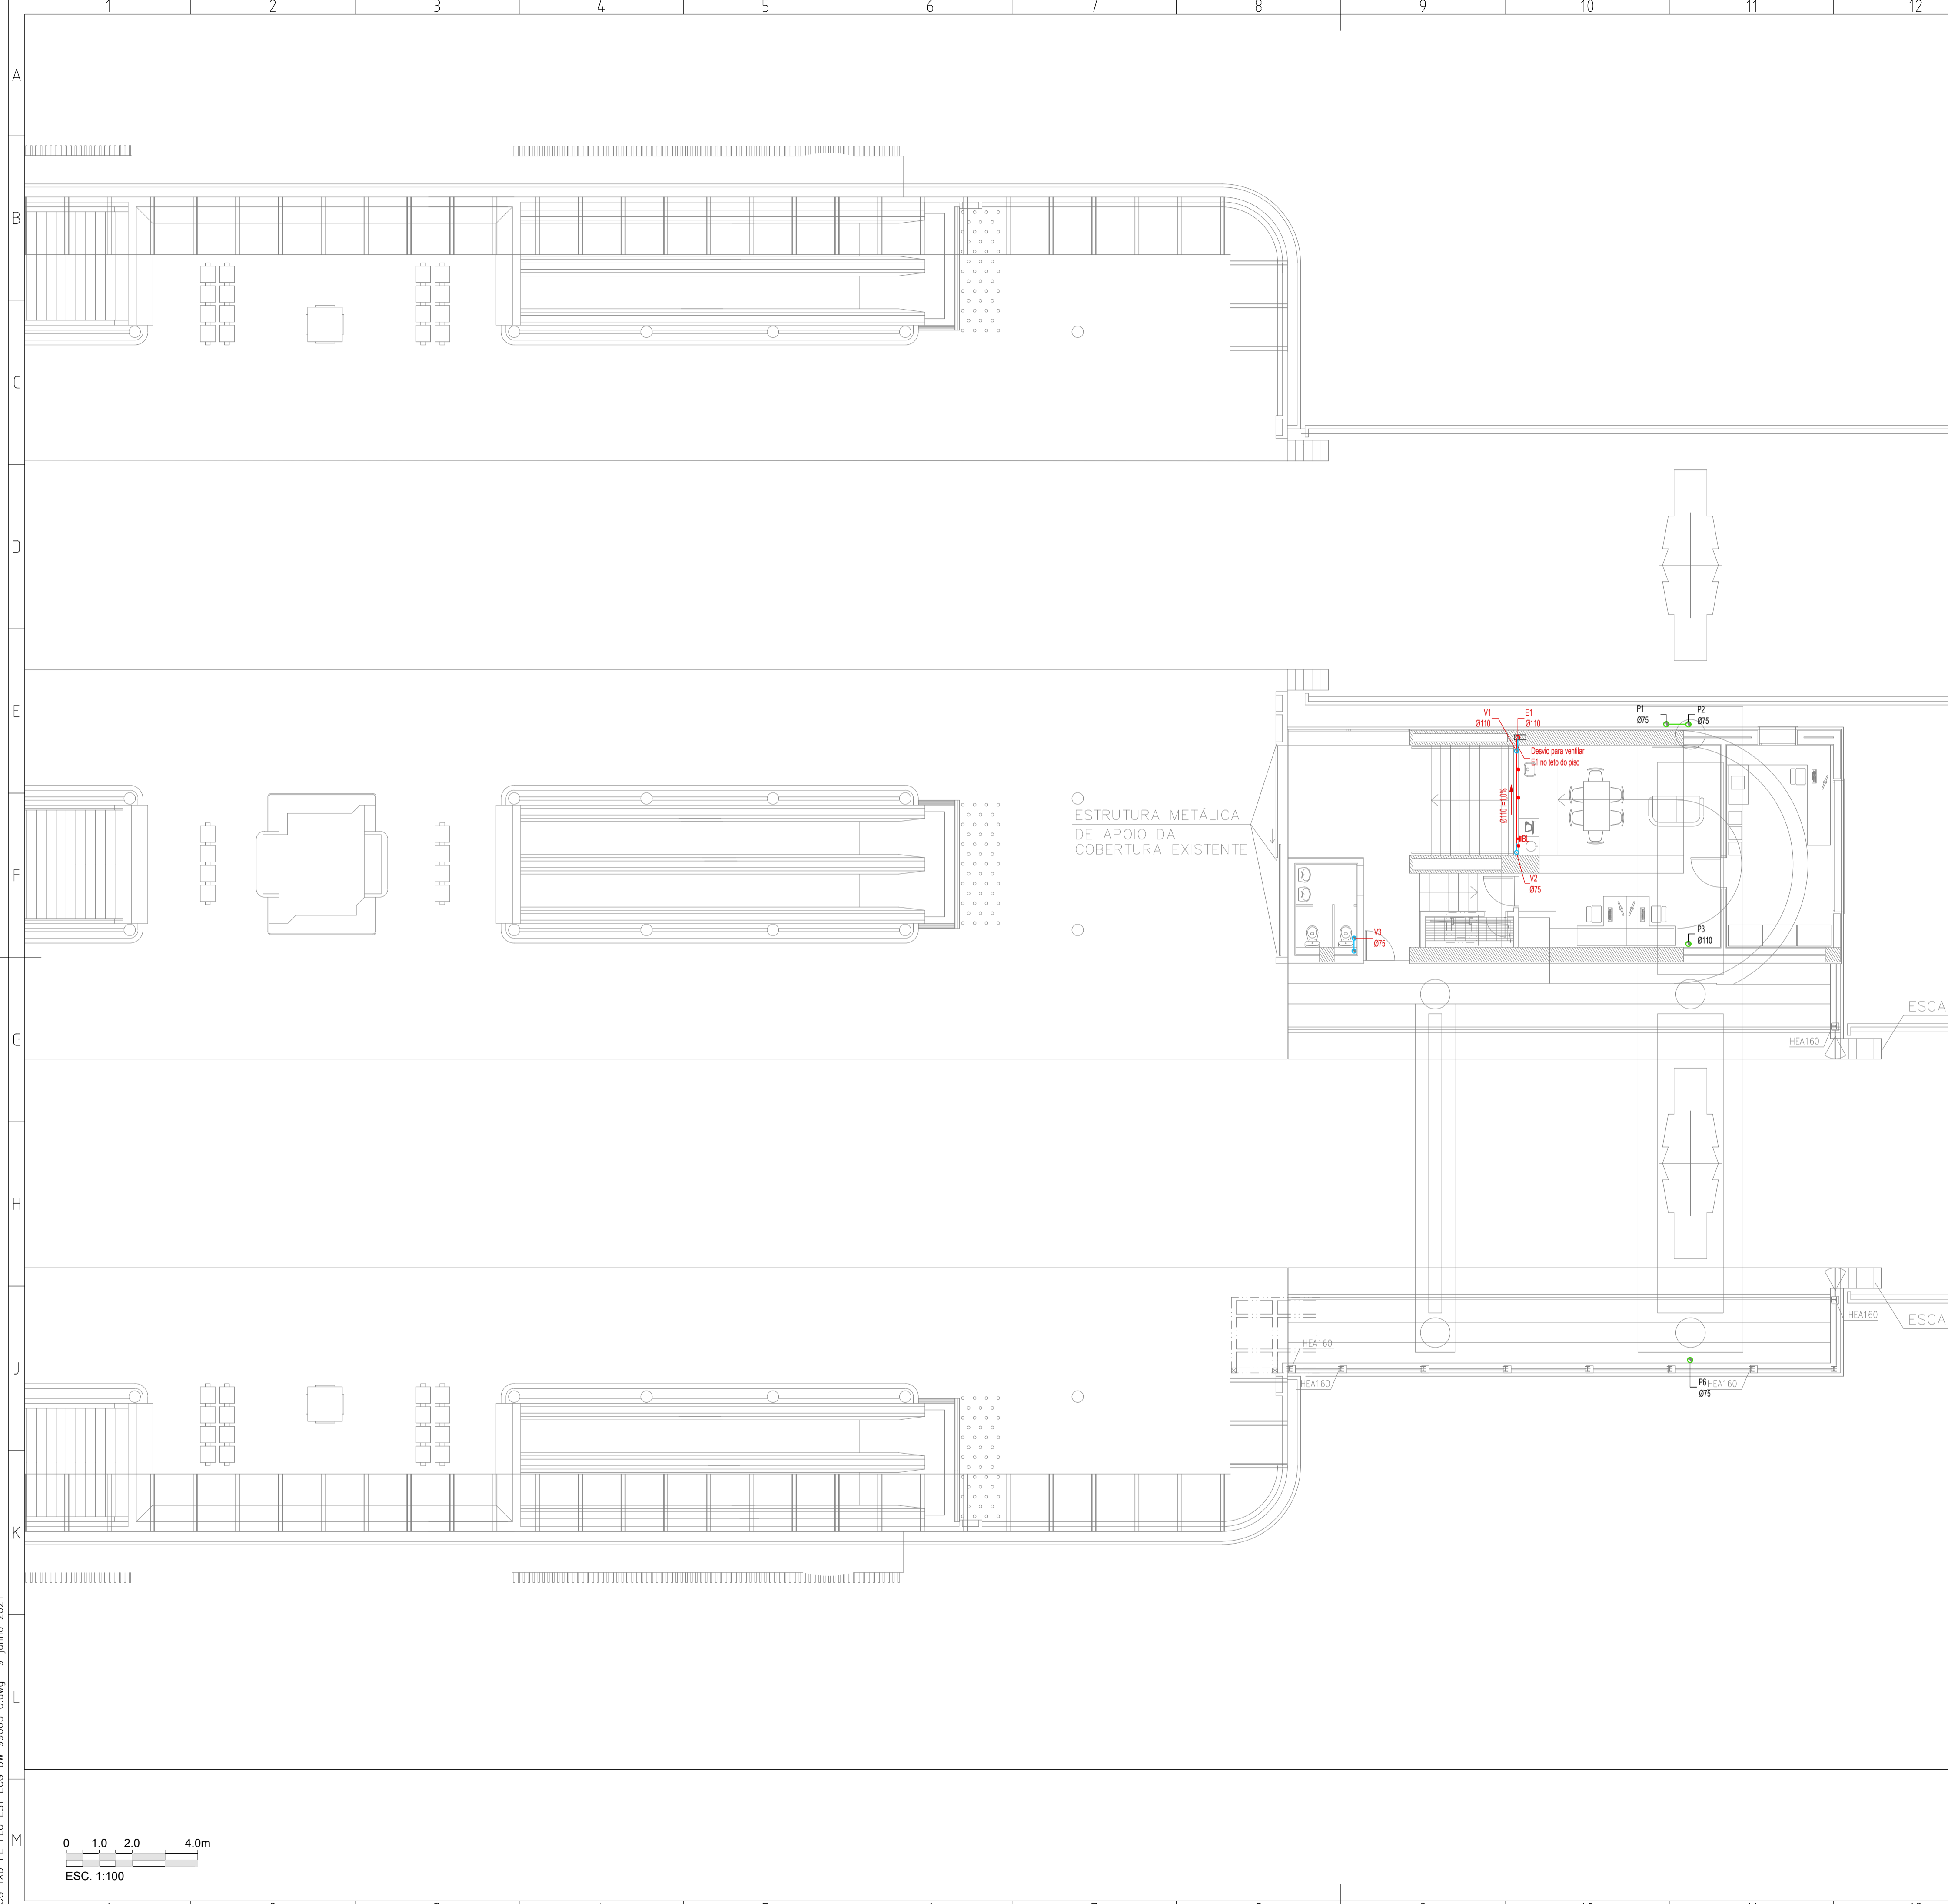 1 2 3 4 5 6 7 8 9 10 11 12
A
B
C
D
E
F
G
H
J
K
L
M
V1
Ø110
E1
Ø110
Desvio para ventilar
E1 no teto do piso
Ø110 i=1.0%
BL
V2
Ø75
V3
Ø75
P1
Ø75
P2
Ø75
P3
Ø110
ESTRUTURA METÁLICA
DE APOIO DA
COBERTURA EXISTENTE
ESCA
HEA160
HEA160
ESCA
HEA160
HEA160
P6
Ø75
HEA160
0 1.0 2.0 4.0m
ESC. 1:100